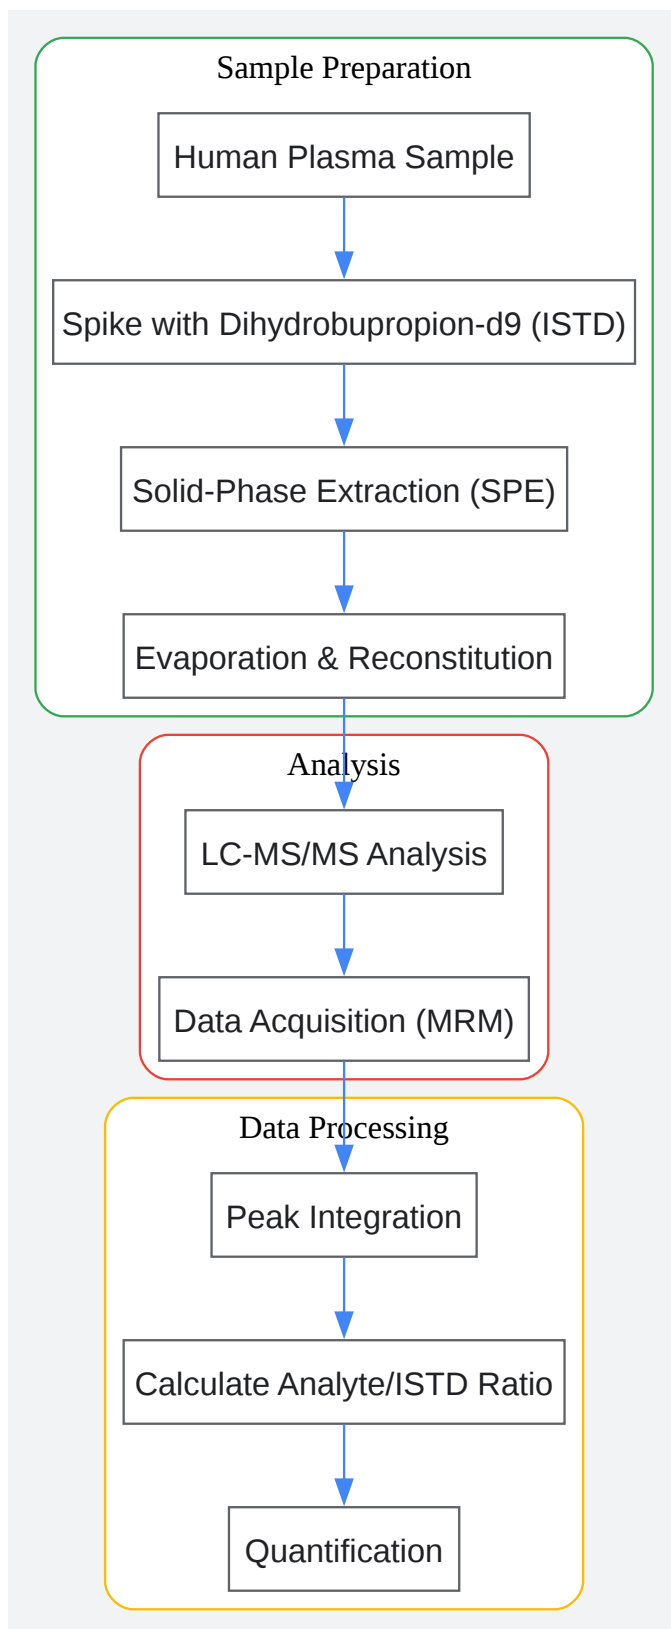 Sample Preparation
Human Plasma Sample
Spike with Dihydrobupropion-d9 (ISTD)
Solid-Phase Extraction (SPE)
Evaporation & Reconstitution
Analysis
LC-MS/MS Analysis
Data Acquisition (MRM)
Data Processing
Peak Integration
Calculate Analyte/ISTD Ratio
Quantification